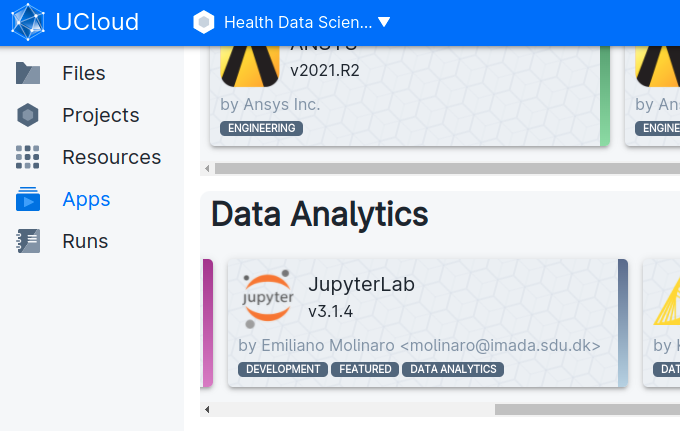 UCloud
Health Data Scien... ▼
Files
Projects
Resources
Apps
Runs
ANSYS
v2021.R2
by Ansys Inc.
ENGINEERING
by An
ENGINE
Data Analytics
jupyter
JupyterLab
v3.1.4
by Emiliano Molinaro <molinaro@imada.sdu.dk>
DEVELOPMENT FEATURED DATA ANALYTICS
by
DAT